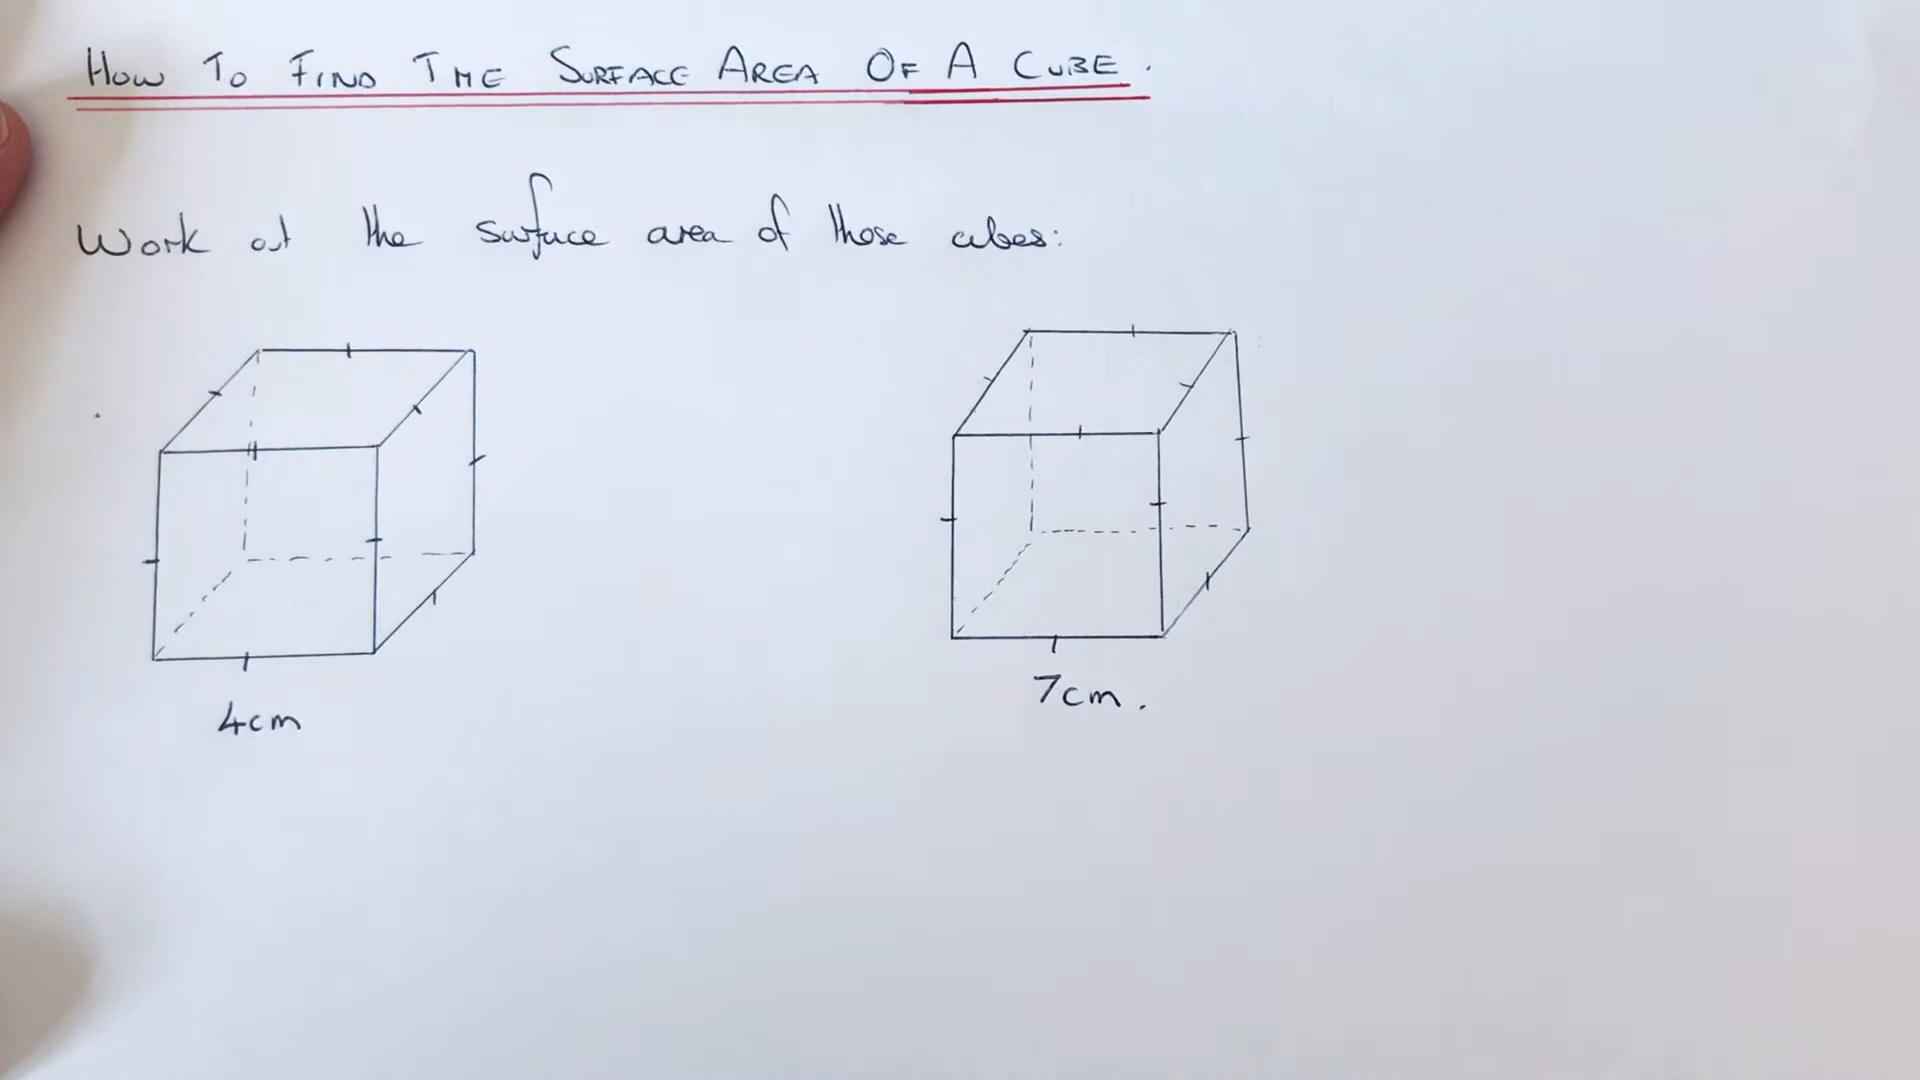 HOW TO FIND THE SURFACE AREA OF A CUBE.
Work out the surface area of these cubes:
4cm
7cm.